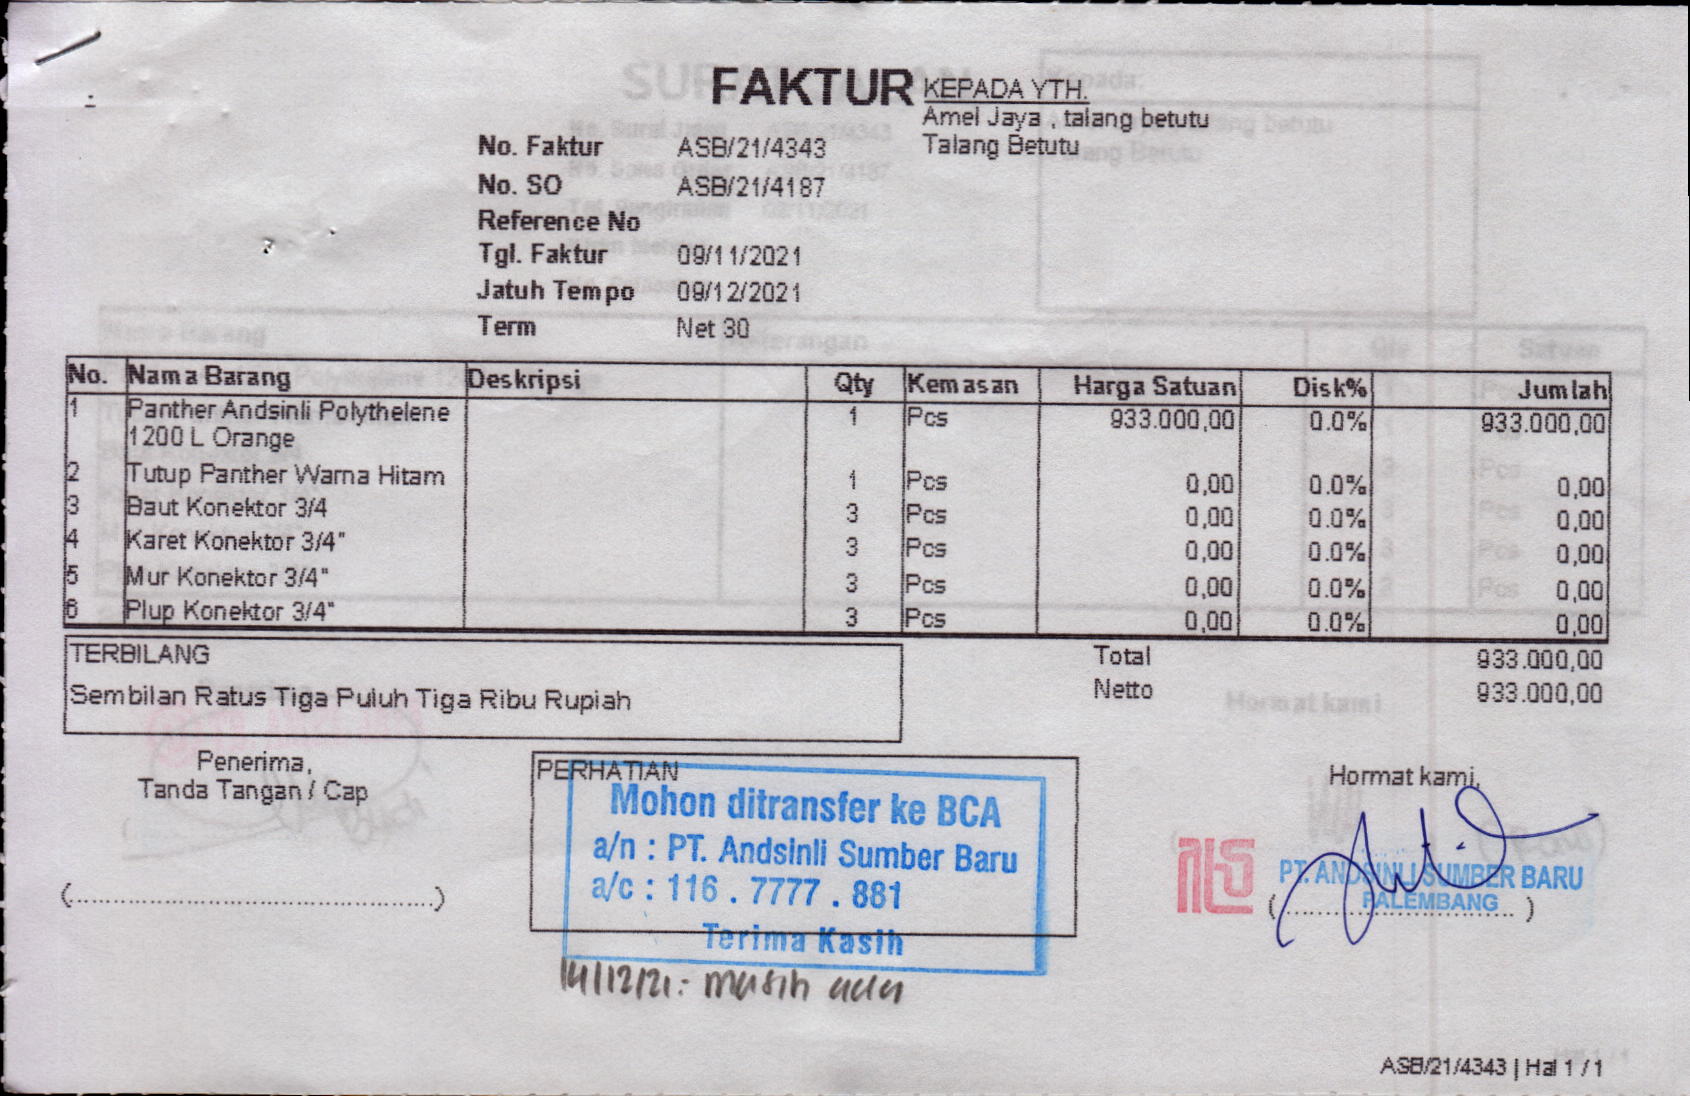 FAKTUR
KEPADA YTH.
Amel Jaya , talang betutu
Talang Betutu
No. Faktur ASB/21/4343
No. SO ASB/21/4187
Reference No
Tgl. Faktur 09/11/2021
Jatuh Tempo 09/12/2021
Term Net 30
No. Nama Barang Deskripsi Qty Kemasan Harga Satuan Disk% Jumlah
1 Panther Andsinli Polythelene 1 Pcs 933.000,00 0.0% 933.000,00
1200 L Orange
2 Tutup Panther Warna Hitam 1 Pcs 0,00 0.0% 0,00
3 Baut Konektor 3/4 3 Pcs 0,00 0.0% 0,00
4 Karet Konektor 3/4" 3 Pcs 0,00 0.0% 0,00
5 Mur Konektor 3/4" 3 Pcs 0,00 0.0% 0,00
6 Plup Konektor 3/4" 3 Pcs 0,00 0.0% 0,00
TERBILANG
Sembilan Ratus Tiga Puluh Tiga Ribu Rupiah
Total 933.000,00
Netto 933.000,00
Penerima,
Tanda Tangan / Cap
(..............................................)
PERHATIAN
Mohon ditransfer ke BCA
a/n : PT. Andsinli Sumber Baru
a/c : 116 . 7777 . 881
Terima Kasih
14/12/21: masih ada
Hormat kami,
PT. ANDSINLI SUMBER BARU
PALEMBANG
(..............................)
ASB/21/4343 | Hal 1 / 1